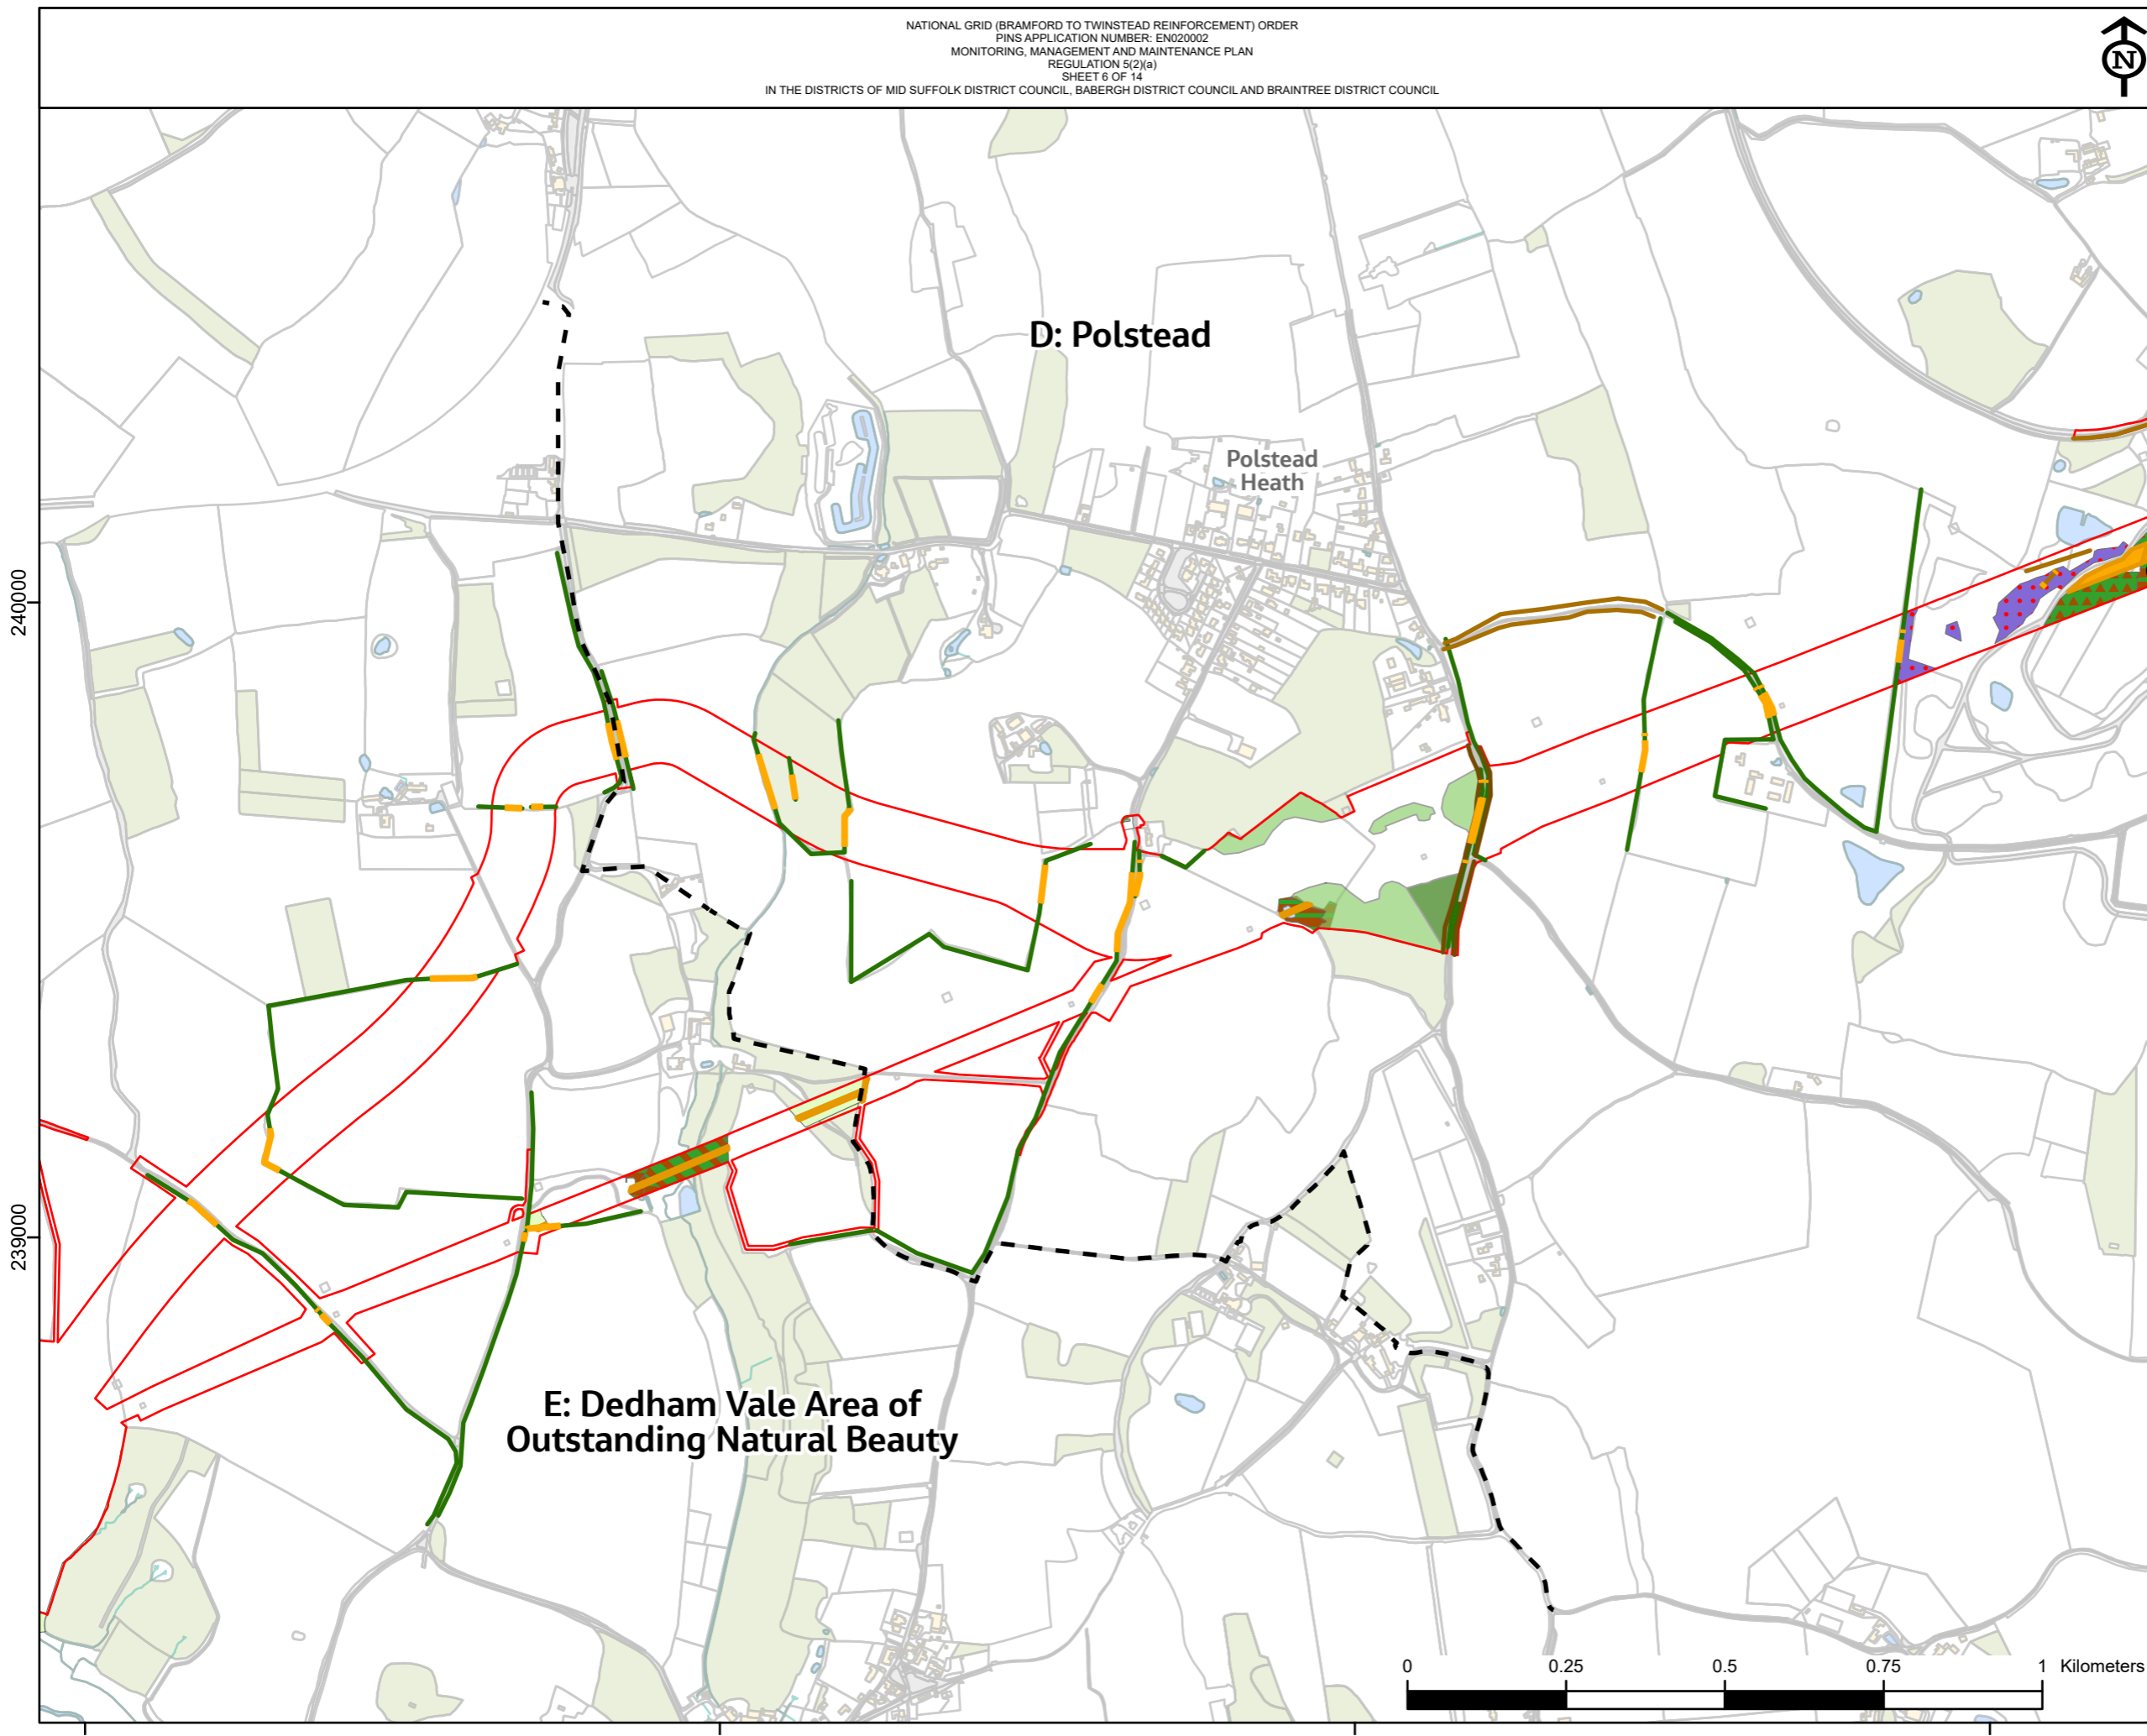 NATIONAL GRID (BRAMFORD TO TWINSTEAD REINFORCEMENT) ORDER
PINS APPLICATION NUMBER: EN020002
MONITORING, MANAGEMENT AND MAINTENANCE PLAN
REGULATION 5(2)(a)
SHEET 6 OF 14
IN THE DISTRICTS OF MID SUFFOLK DISTRICT COUNCIL, BABERGH DISTRICT COUNCIL AND BRAINTREE DISTRICT COUNCIL
N
D: Polstead
Polstead
Heath
240000
239000
E: Dedham Vale Area of
Outstanding Natural Beauty
0 0.25 0.5 0.75 1 Kilometers